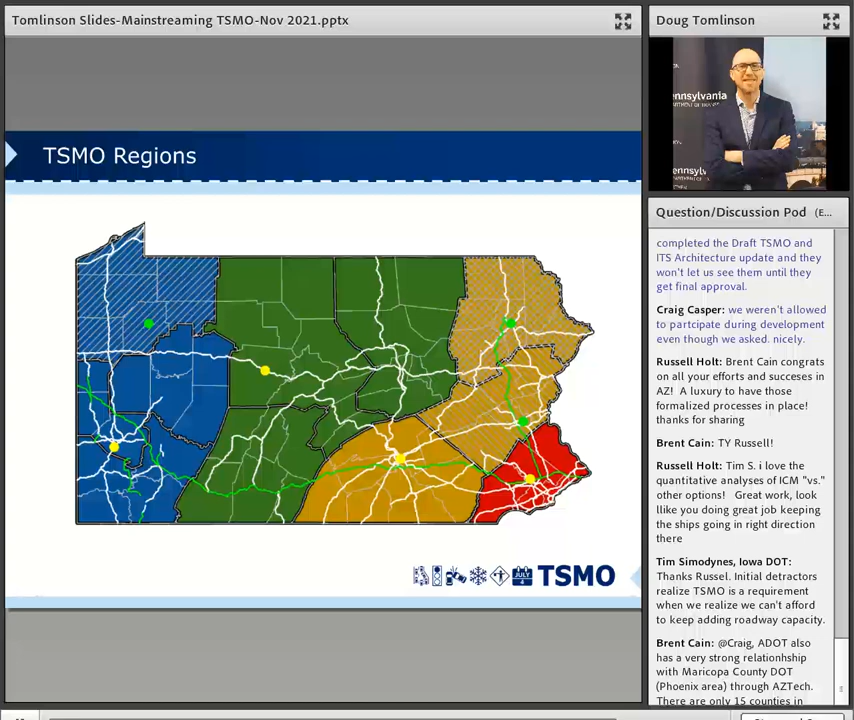 Tomlinson Slides-Mainstreaming TSMO-Nov 2021.pptx
TSMO Regions
JULY
4
TSMO
Doug Tomlinson
ennsylvania
ennsylva
Question/Discussion Pod (E...
completed the Draft TSMO and
ITS Architecture update and they
won't let us see them until they
get final approval.
Craig Casper: we weren't allowed
to partcipate during development
even though we asked. nicely.
Russell Holt: Brent Cain congrats
on all your efforts and succeses in
AZ! A luxury to have those
formalized processes in place!
thanks for sharing
Brent Cain: TY Russell!
Russell Holt: Tim S. i love the
quantitative analyses of ICM "vs."
other options! Great work, look
llike you doing great job keeping
the ships going in right direction
there
Tim Simodynes, Iowa DOT:
Thanks Russel. Initial detractors
realize TSMO is a requirement
when we realize we can't afford
to keep adding roadway capacity.
Brent Cain: @Craig, ADOT also
has a very strong relationhship
with Maricopa County DOT
(Phoenix area) through AZTech.
There are only 15 counties in